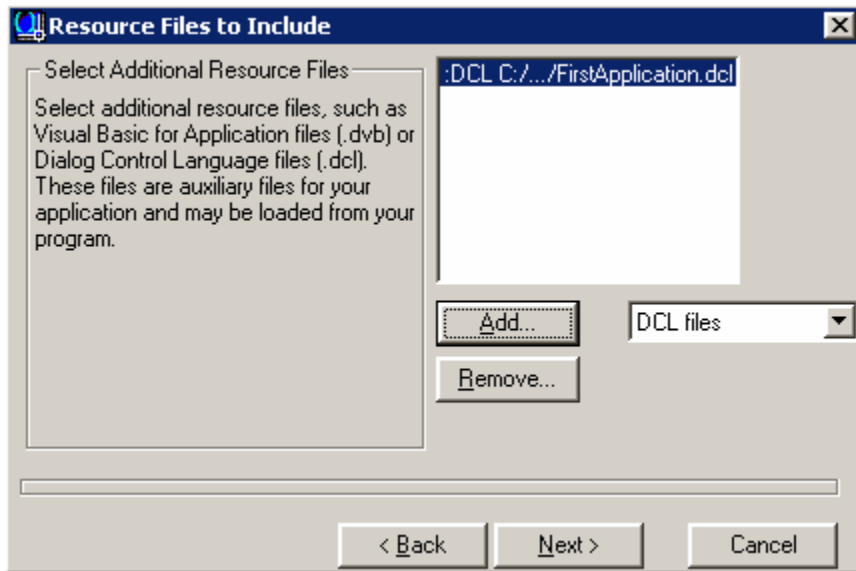 Resource Files to Include
Select Additional Resource Files
Select additional resource files, such as
Visual Basic for Application files (.dvb) or
Dialog Control Language files (.dcl).
These files are auxiliary files for your
application and may be loaded from your
program.
:DCL C:/.../FirstApplication.dcl
Add...
DCL files
Remove...
< Back
Next >
Cancel